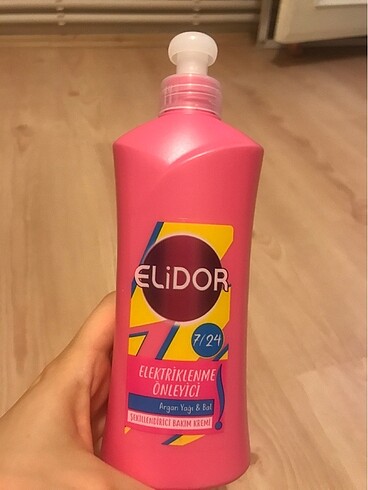 ELiDOR
7/24
ELEKTRİKLENME
ÖNLEYİCİ
Argan Yağı & Bal
ŞEKİLLENDİRİCİ BAKIM KREMİ